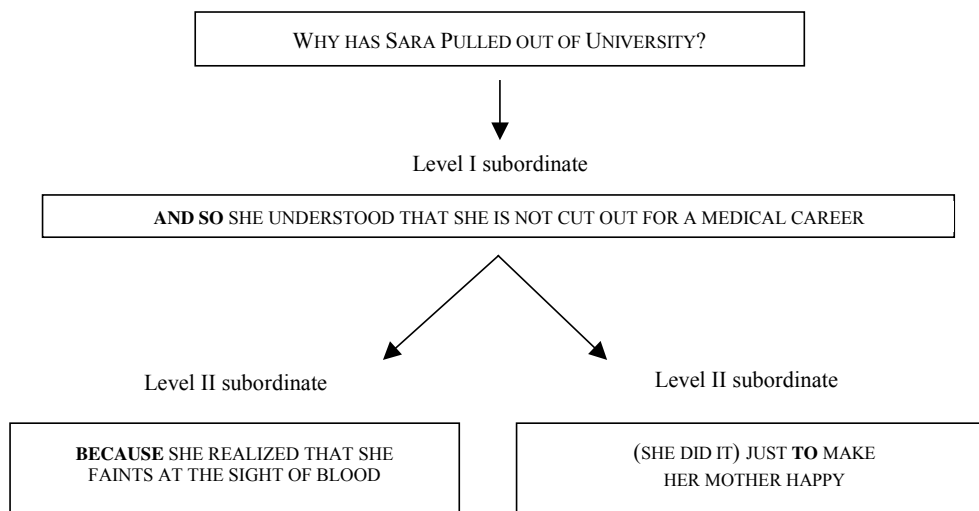 WHY HAS SARA PULLED OUT OF UNIVERSITY?
Level I subordinate
AND SO SHE UNDERSTOOD THAT SHE IS NOT CUT OUT FOR A MEDICAL CAREER
Level II subordinate
Level II subordinate
BECAUSE SHE REALIZED THAT SHE
FAINTS AT THE SIGHT OF BLOOD
(SHE DID IT) JUST TO MAKE
HER MOTHER HAPPY